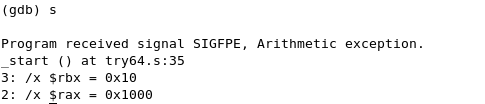 (gdb) s
Program received signal SIGFPE, Arithmetic exception.
_start () at try64.s:35
3: /x $rbx = 0x10
2: /x $rax = 0x1000